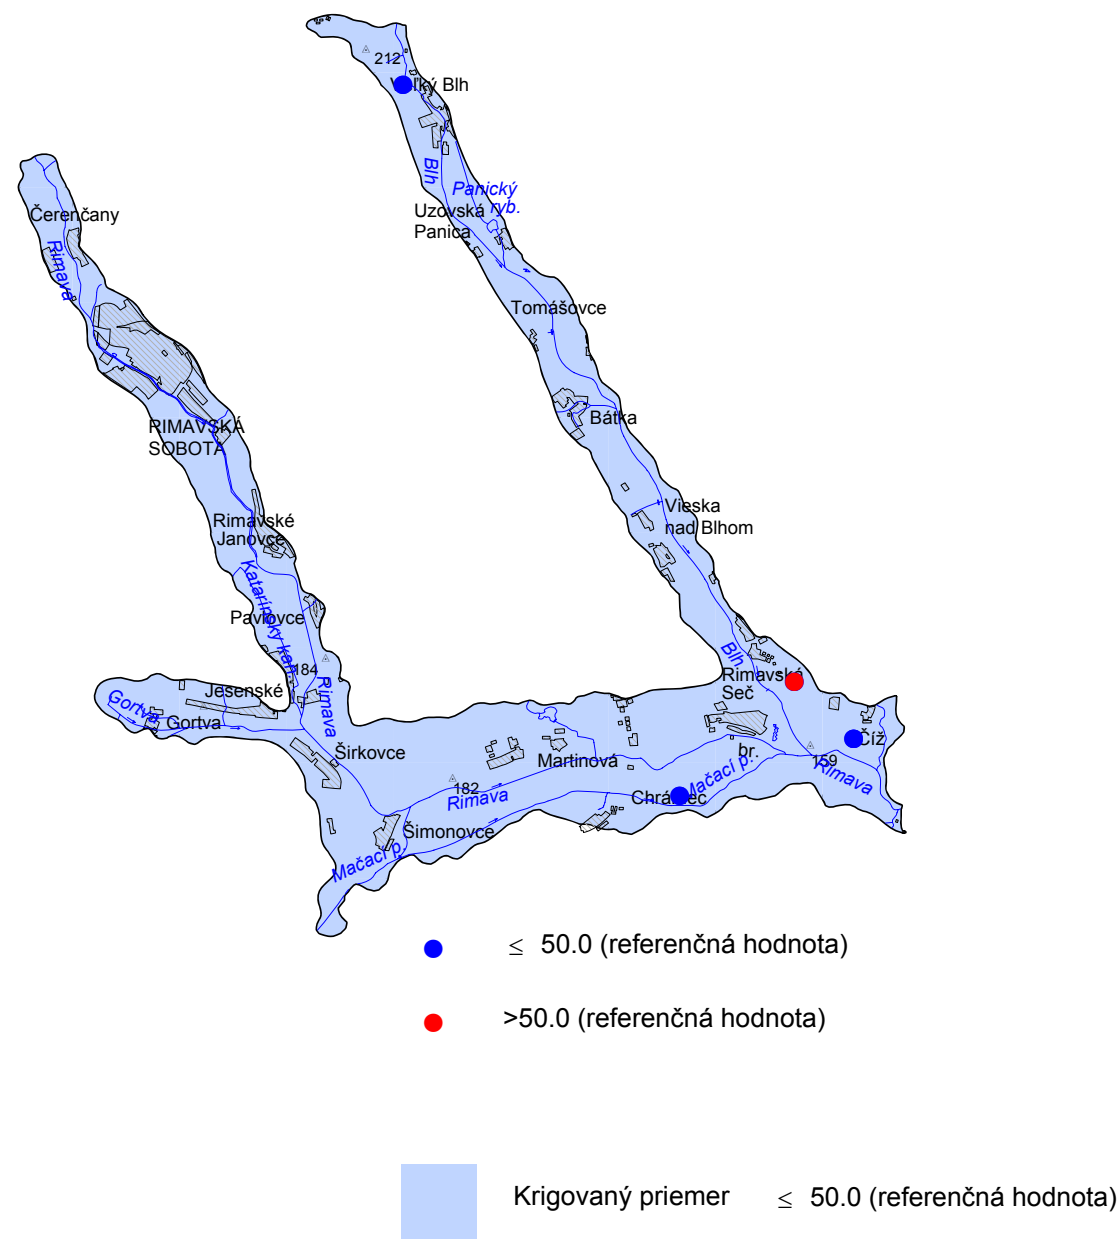 212
Veľký Blh
Blh
Panický
ryb.
Uzovská
Panica
Čerenčany
Rimava
Tomášovce
RIMAVSKÁ
SOBOTA
Bátka
Rimavské
Janovce
Vieska
nad Blhom
Katarínsky kan.
Pavlovce
184
Blh
Rimavská
Seč
Jesenské
Gortva
Gortva
Rimava
Širkovce
Martinová
br.
Číž
159
Rimava
Mačací p.
182
Rimava
Chrámec
Šimonovce
Mačací p.
≤ 50.0 (referenčná hodnota)
>50.0 (referenčná hodnota)
Krigovaný priemer ≤ 50.0 (referenčná hodnota)